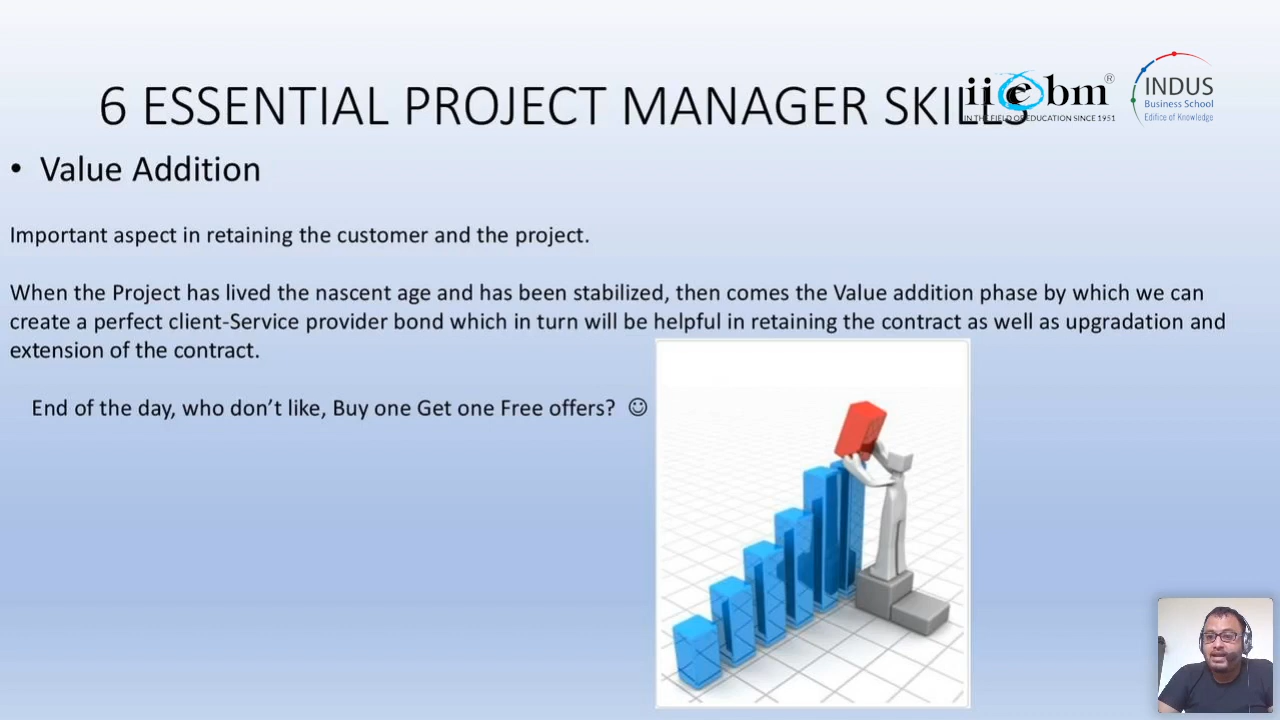 6 ESSENTIAL PROJECT MANAGER SKILLS
iiebm®
IN THE FIELD OF EDUCATION SINCE 1951
INDUS
Business School
Edifice of Knowledge
• Value Addition
Important aspect in retaining the customer and the project.
When the Project has lived the nascent age and has been stabilized, then comes the Value addition phase by which we can
create a perfect client-Service provider bond which in turn will be helpful in retaining the contract as well as upgradation and
extension of the contract.
End of the day, who don’t like, Buy one Get one Free offers? ☺